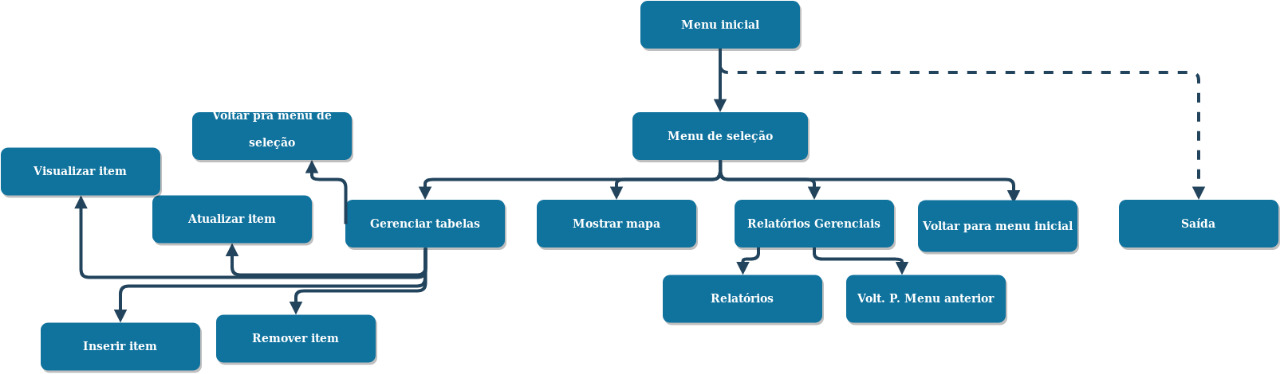 Menu inicial
Voltar pra menu de
seleção
Menu de seleção
Visualizar item
Atualizar item
Gerenciar tabelas
Mostrar mapa
Relatórios Gerenciais
Voltar para menu inicial
Saída
Relatórios
Volt. P. Menu anterior
Inserir item
Remover item